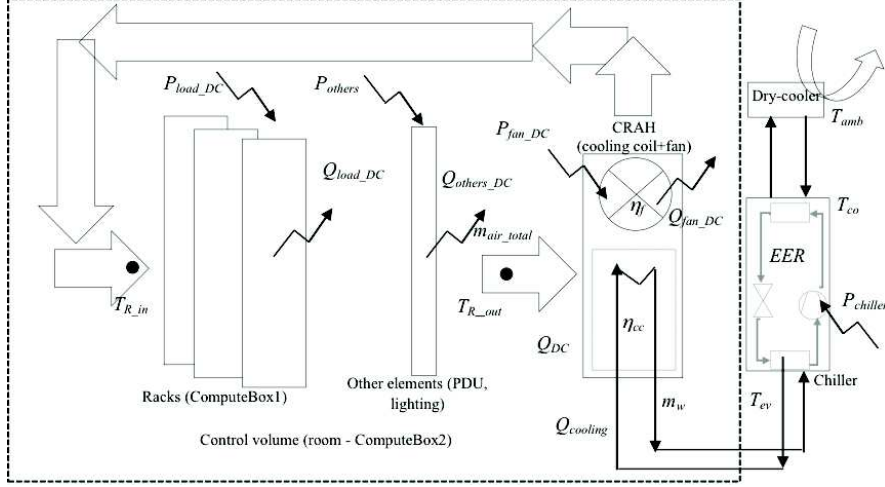 P_load_DC
P_others
CRAH
(cooling coil+fan)
P_fan_DC
Dry-cooler
T_amb
Q_load_DC
Q_others_DC
η_f
Q_fan_DC
T_co
m_air_total
EER
T_R_in
T_R__out
η_cc
P_chiller
Q_DC
Racks (ComputeBox1)
Other elements (PDU,
lighting)
Chiller
T_ev
m_w
Q_cooling
Control volume (room - ComputeBox2)